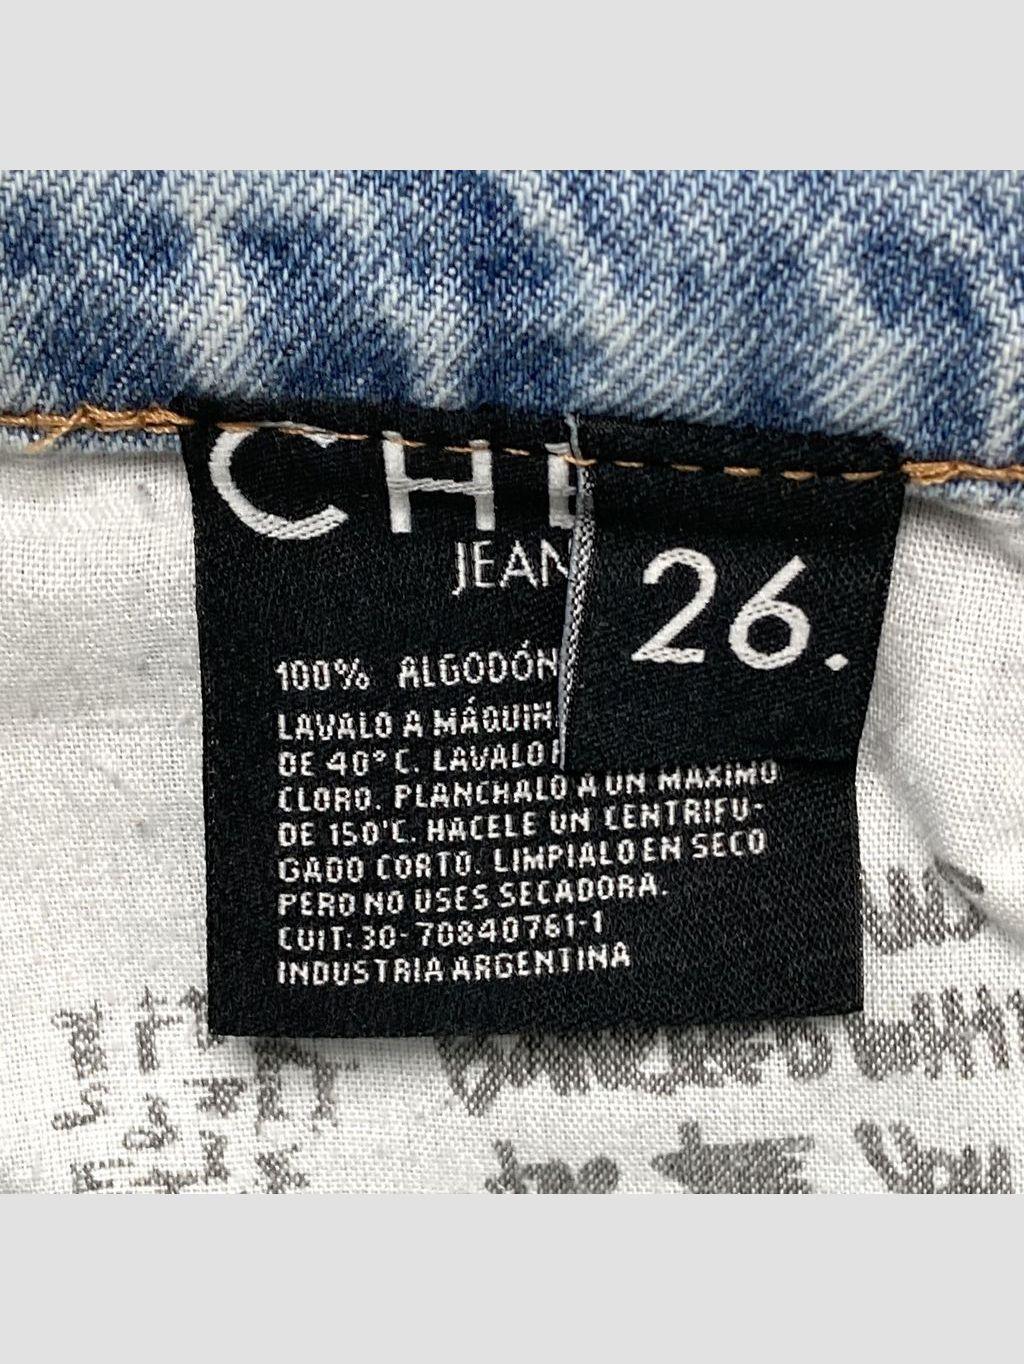 CH
JEAN
26.
100% ALGODÓN
LAVALO A MÁQUIN
DE 40°C. LAVALO
CLORO. PLANCHALO A UN MAXIMO
DE 150°C. HACELE UN CENTRIFU-
GADO CORTO. LIMPIALO EN SECO
PERO NO USES SECADORA.
CUIT: 30-70840761-1
INDUSTRIA ARGENTINA